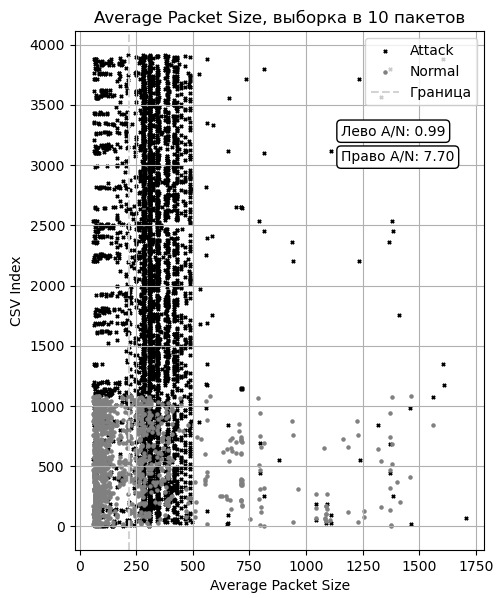 Average Packet Size, выборка в 10 пакетов
4000
3500
3000
2500
2000
1500
1000
500
0
CSV Index
Attack
Normal
Граница
Лево A/N: 0.99
Право A/N: 7.70
0
250
500
750
1000
1250
1500
1750
Average Packet Size